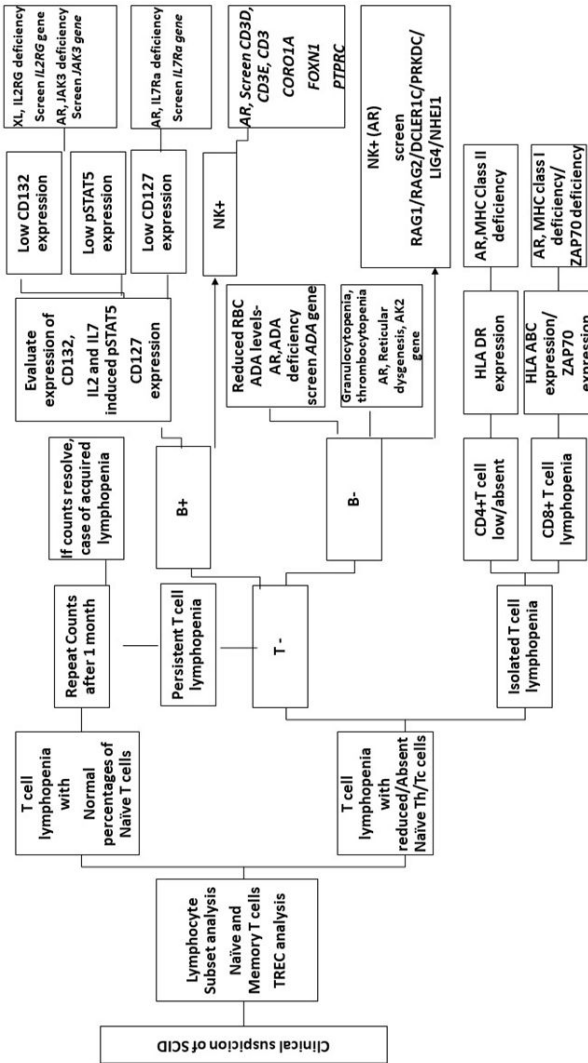 Clinical suspicion of SCID
Lymphocyte
Subset analysis
Naïve and
Memory T cells
TREC analysis
T cell
lymphopenia
with
Normal
percentages of
Naïve T cells
Repeat Counts
after 1 month
If counts resolve,
case of acquired
lymphopenia
Persistent T cell
lymphopenia
T cell
lymphopenia
with
reduced/Absent
Naïve Th/Tc cells
T -
B+
Evaluate
expression of
CD132,
IL2 and IL7
induced pSTAT5
CD127
expression
Low CD132
expression
Low pSTAT5
expression
XL, IL2RG deficiency
Screen IL2RG gene
AR, JAK3 deficiency
Screen JAK3 gene
Low CD127
expression
AR, IL7Ra deficiency
Screen IL7Ra gene
NK+
AR, Screen CD3D,
CD3E, CD3
CORO1A
FOXN1
PTPRC
B-
Reduced RBC
ADA levels-
AR,ADA
deficiency
screen ADA gene
Granulocytopenia,
thrombocytopenia
AR, Reticular
dysgenesis, AK2
gene
NK+ (AR)
screen
RAG1/RAG2/DCLER1C/PRKDC/
LIG4/NHEJ1
Isolated T cell
lymphopenia
CD4+T cell
low/absent
HLA DR
expression
AR,MHC Class II
deficiency
CD8+ T cell
lymphopenia
HLA ABC
expression/
ZAP70
expression
AR, MHC class I
deficiency/
ZAP70 deficiency